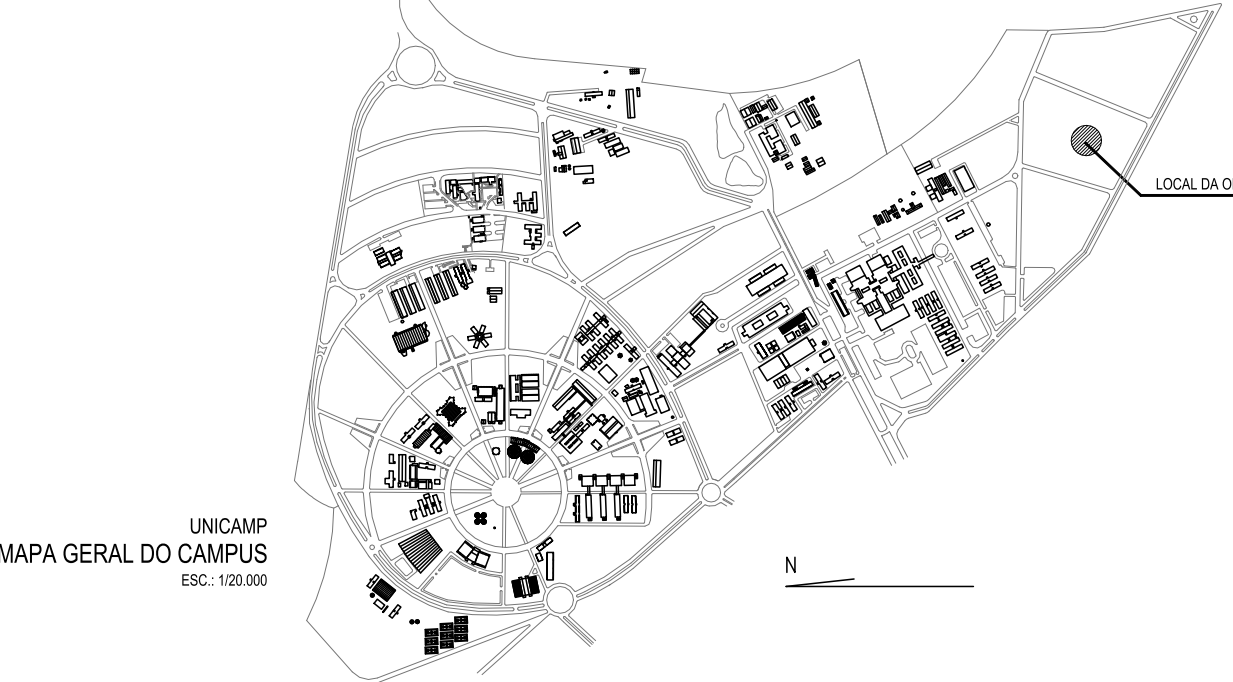 LOCAL DA
UNICAMP
MAPA GERAL DO CAMPUS
ESC.: 1/20.000
N